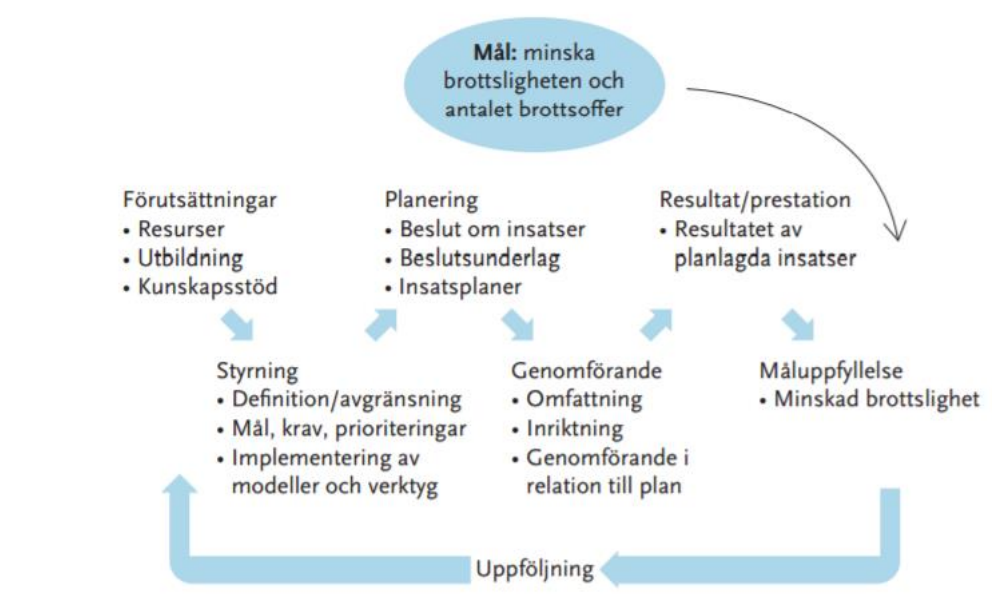 Mål: minska
brottsligheten och
antalet brottsoffer
Förutsättningar
• Resurser
• Utbildning
• Kunskapsstöd
Planering
• Beslut om insatser
• Beslutsunderlag
• Insatsplaner
Resultat/prestation
• Resultatet av
planlagda insatser
Styrning
• Definition/avgränsning
• Mål, krav, prioriteringar
• Implementering av
modeller och verktyg
Genomförande
• Omfattning
• Inriktning
• Genomförande i
relation till plan
Måluppfyllelse
• Minskad brottslighet
Uppföljning